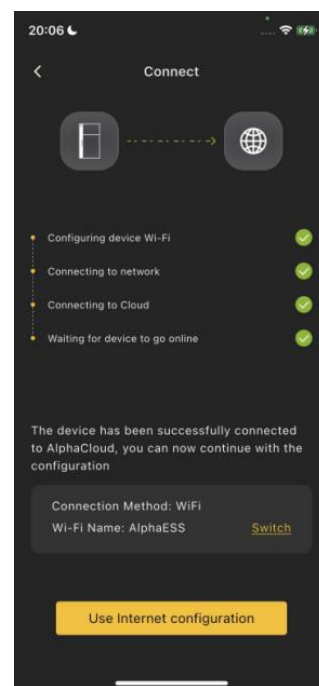 20:06
Connect
Configuring device Wi-Fi
Connecting to network
Connecting to Cloud
Waiting for device to go online
The device has been successfully connected
to AlphaCloud, you can now continue with the
configuration
Connection Method: WiFi
Wi-Fi Name: AlphaESS Switch
Use Internet configuration